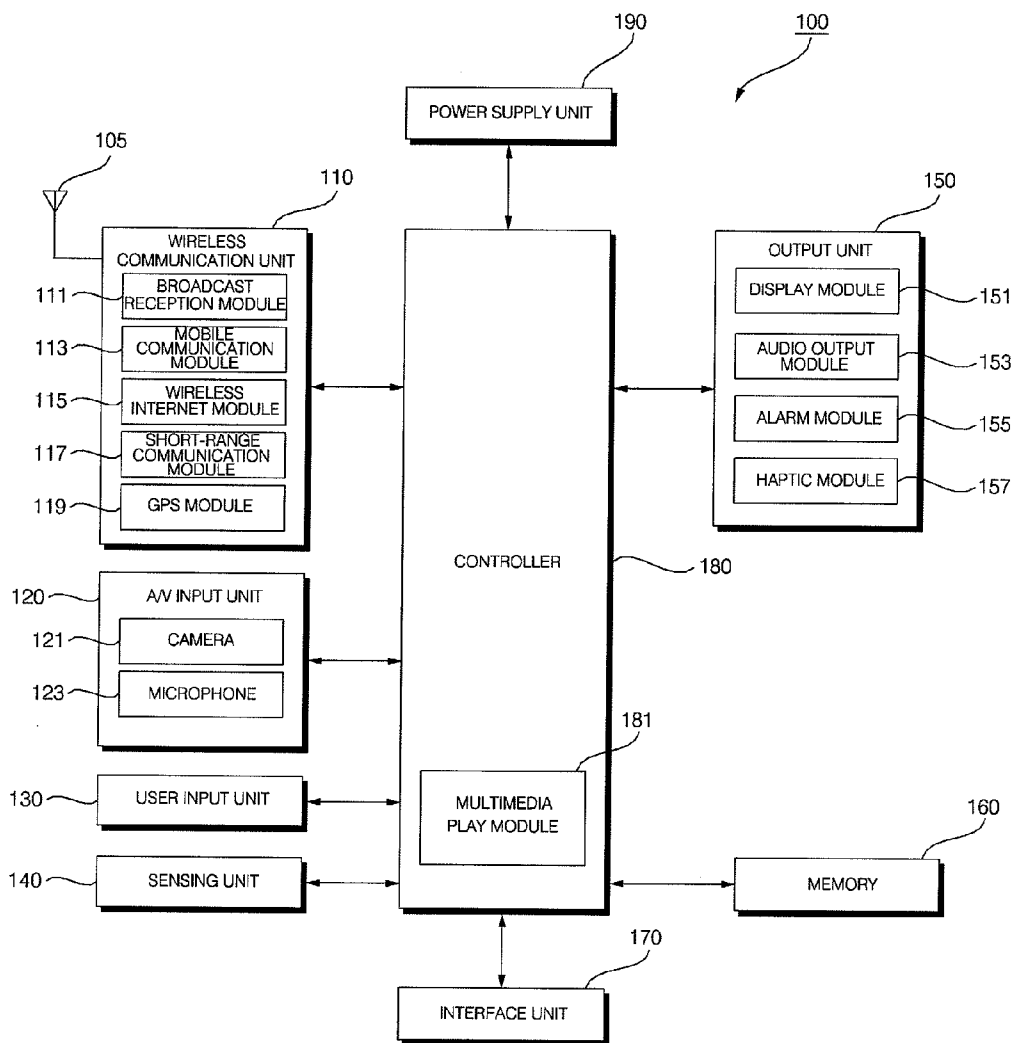 190
100
POWER SUPPLY UNIT
105
110
150
WIRELESS
COMMUNICATION UNIT
111
BROADCAST
RECEPTION MODULE
113
MOBILE
COMMUNICATION
MODULE
115
WIRELESS
INTERNET MODULE
117
SHORT-RANGE
COMMUNICATION
MODULE
119
GPS MODULE
OUTPUT UNIT
DISPLAY MODULE
151
AUDIO OUTPUT
MODULE
153
ALARM MODULE
155
HAPTIC MODULE
157
CONTROLLER
180
120
A/V INPUT UNIT
121
CAMERA
123
MICROPHONE
181
MULTIMEDIA
PLAY MODULE
130
USER INPUT UNIT
140
SENSING UNIT
160
MEMORY
170
INTERFACE UNIT